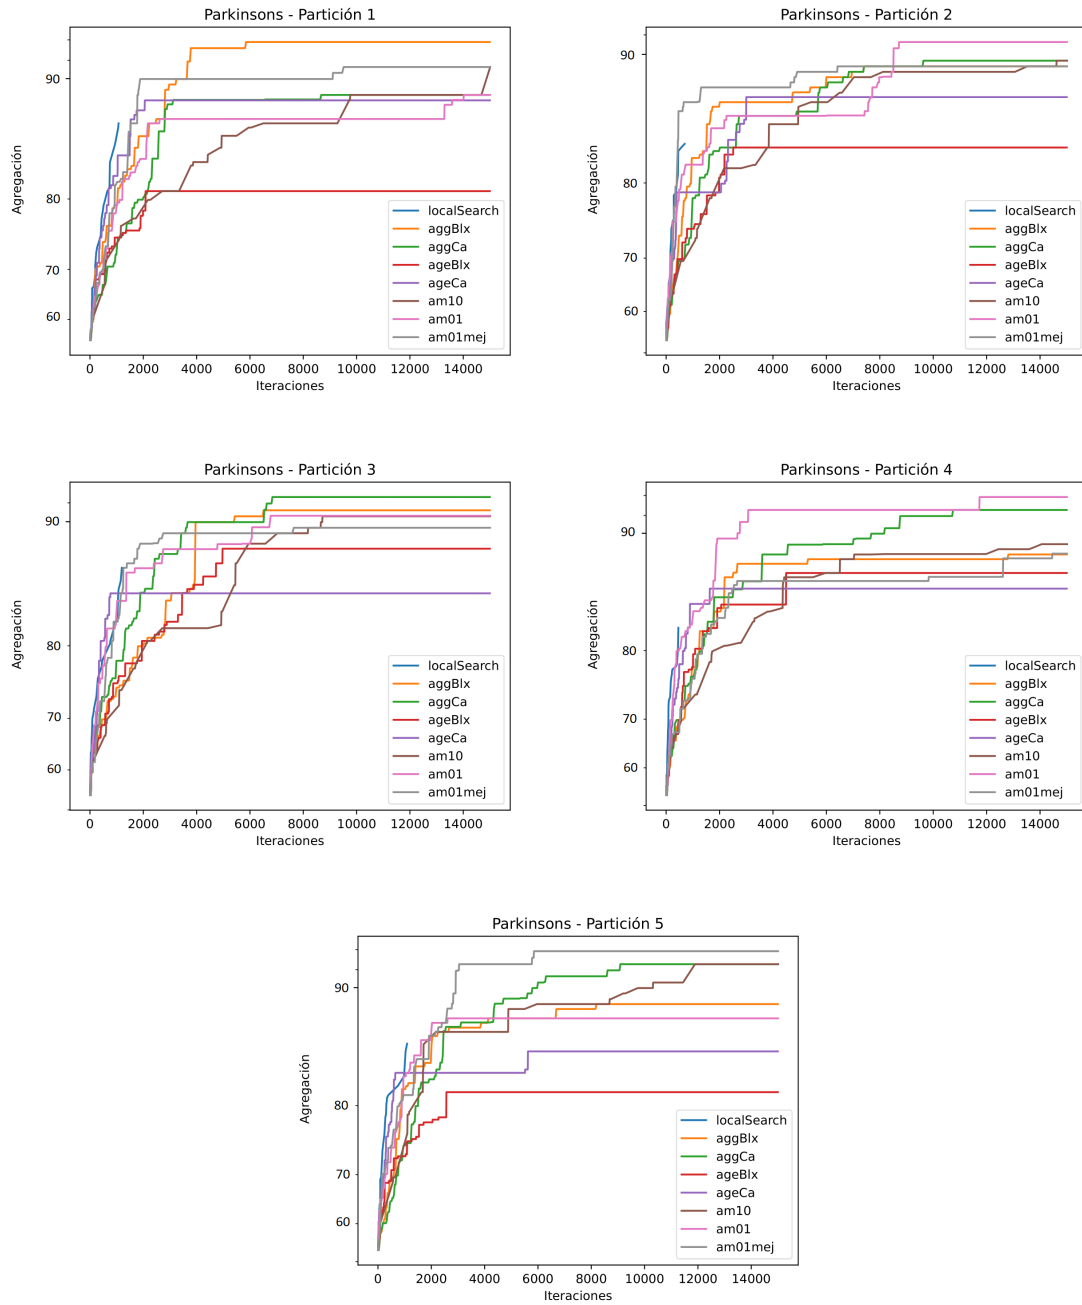 Parkinsons - Partición 1
Agregación
90
80
70
60
0 2000 4000 6000 8000 10000 12000 14000
Iteraciones
localSearch
aggBlx
aggCa
ageBlx
ageCa
am10
am01
am01mej
Parkinsons - Partición 2
Agregación
90
80
70
60
0 2000 4000 6000 8000 10000 12000 14000
Iteraciones
localSearch
aggBlx
aggCa
ageBlx
ageCa
am10
am01
am01mej
Parkinsons - Partición 3
Agregación
90
80
70
60
0 2000 4000 6000 8000 10000 12000 14000
Iteraciones
localSearch
aggBlx
aggCa
ageBlx
ageCa
am10
am01
am01mej
Parkinsons - Partición 4
Agregación
90
80
70
60
0 2000 4000 6000 8000 10000 12000 14000
Iteraciones
localSearch
aggBlx
aggCa
ageBlx
ageCa
am10
am01
am01mej
Parkinsons - Partición 5
Agregación
90
80
70
60
0 2000 4000 6000 8000 10000 12000 14000
Iteraciones
localSearch
aggBlx
aggCa
ageBlx
ageCa
am10
am01
am01mej